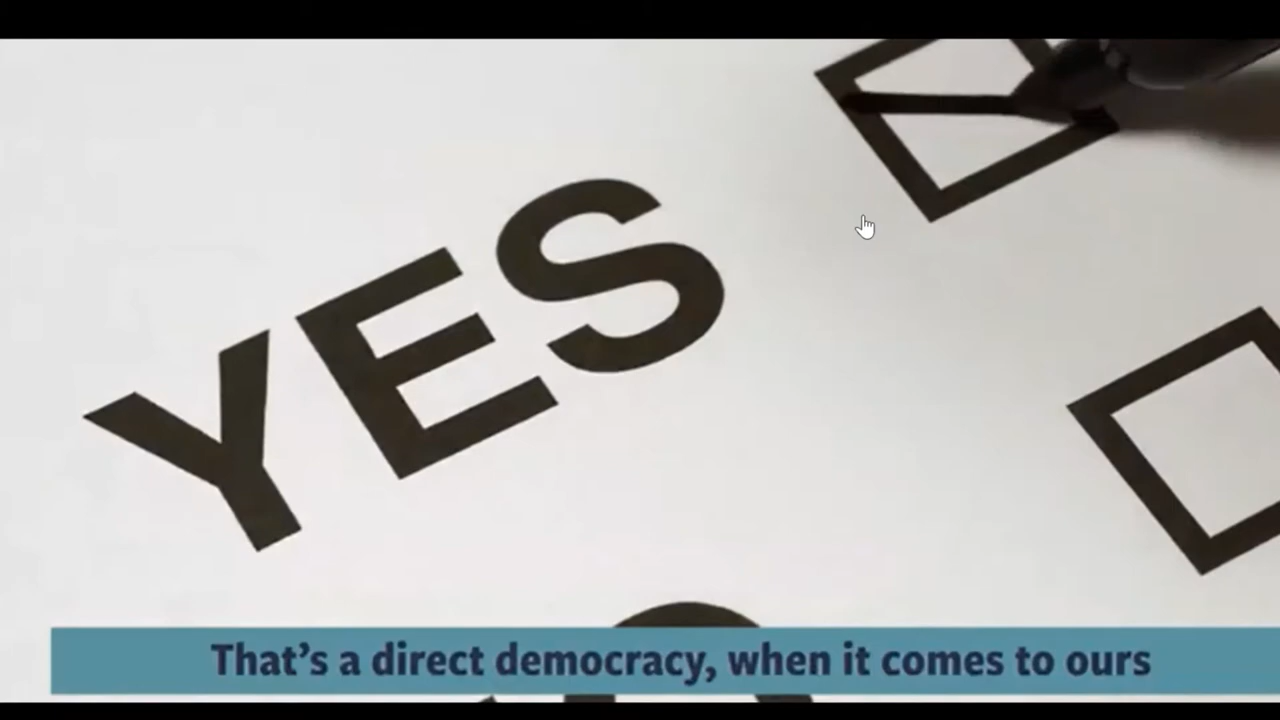 YES
That's a direct democracy, when it comes to ours